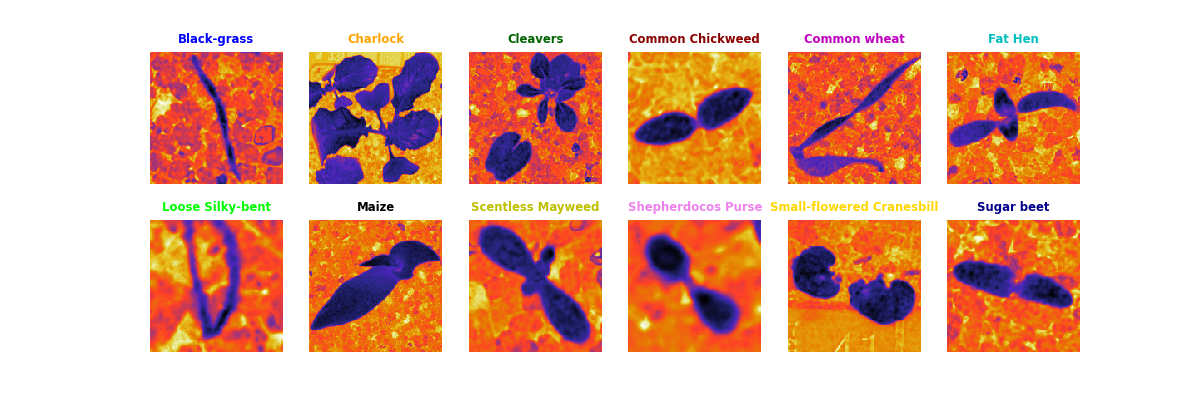 Black-grass
Charlock
Cleavers
Common Chickweed
Common wheat
Fat Hen
Loose Silky-bent
Maize
Scentless Mayweed
Shepherdocos Purse
Small-flowered Cranesbill
Sugar beet